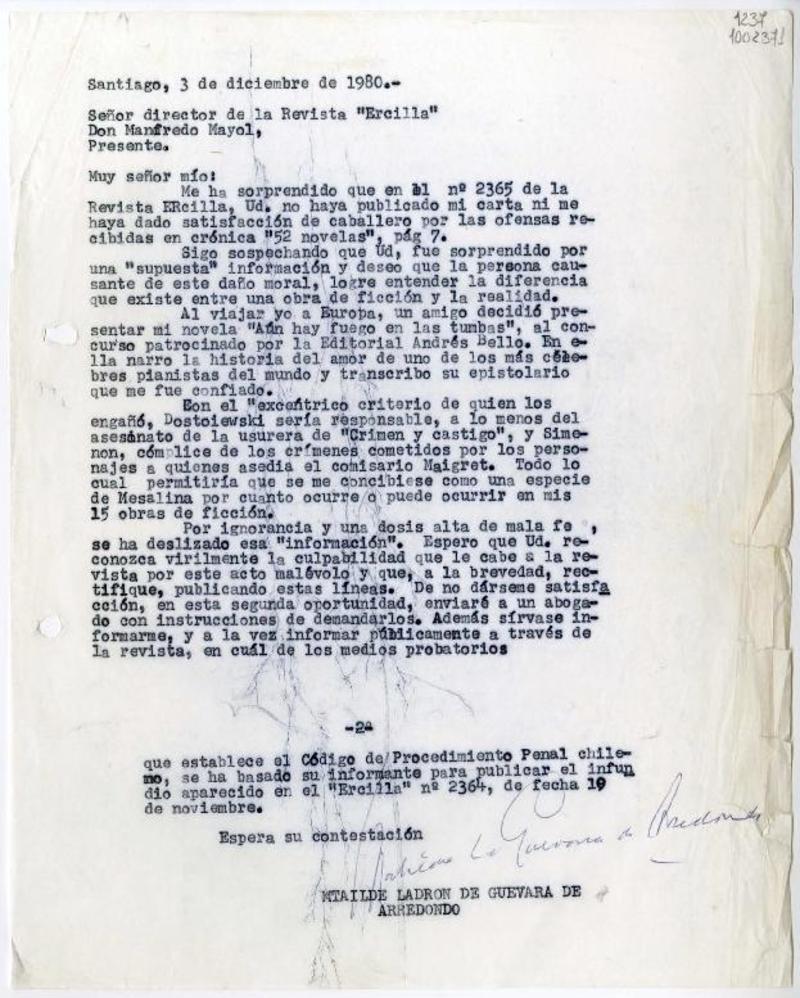 1237
1002371
Santiago, 3 de diciembre de 1980.-
Señor director de la Revista "Ercilla"
Don Manfredo Mayol,
Presente.
Muy señor mío:
Me ha sorprendido que en el nº 2365 de la
Revista ERcilla, Ud. no haya publicado mi carta ni me
haya dado satisfacción de caballero por las ofensas re-
cibidas en crónica "52 novelas", pág 7.
Sigo sospechando que Ud, fue sorprendido por
una "supuesta" información y deseo que la persona cau-
sante de este daño moral, logre entender la diferencia
que existe entre una obra de ficción y la realidad.
Al viajar yo a Europa, un amigo decidió pre-
sentar mi novela "Aún hay fuego en las tumbas", al con-
curso patrocinado por la Editorial Andrés Bello. En e-
lla narro la historia del amor de uno de los más céle-
bres pianistas del mundo y transcribo su epistolario
que me fue confiado.
Con el "excéntrico criterio de quien los
engañó, Dostoiewski sería responsable, a lo menos del
asesinato de la usurera de "Crimen y castigo", y Sime-
non, cómplice de los crímenes cometidos por los perso-
najes a quienes asedia el comisario Maigret. Todo lo
cual permitiría que se me concibiese como una especie
de Mesalina por cuanto ocurre o puede ocurrir en mis
15 obras de ficción.
Por ignorancia y una dosis alta de mala fe ,
se ha deslizado esa "información". Espero que Ud. re-
conozca virilmente la culpabilidad que le cabe a la re-
vista por este acto malévolo y que, a la brevedad, rec-
tifique, publicando estas líneas. De no dárseme satisfa
cción, en esta segunda oportunidad, enviaré a un aboga-
do con instrucciones de demandarlos. Además sírvase in-
formarme, y a la vez informar públicamente a través de
la revista, en cuál de los medios probatorios
-2-
que establece el Código de Procedimiento Penal chile-
no, se ha basado su informante para publicar el infun
dio aparecido en el "Ercilla" nº 2364, de fecha 19
de noviembre.
Espera su contestación
Matilde L. Guevara de Arredondo
MTAILDE LADRON DE GUEVARA DE
ARREDONDO